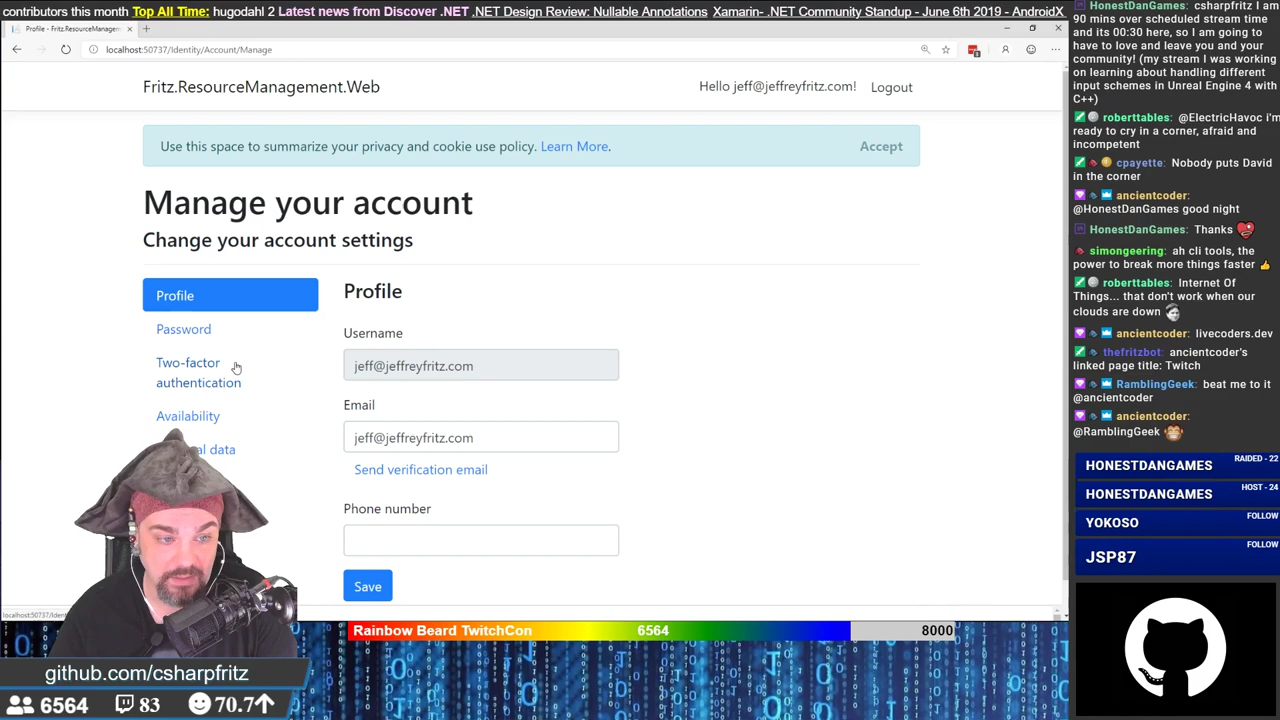 contributors this month Top All Time: hugodahl 2 Latest news from Discover .NET .NET Design Review: Nullable Annotations Xamarin- .NET Community Standup - June 6th 2019 - AndroidX
Profile - Fritz.ResourceManagemen
localhost:50737/Identity/Account/Manage
Fritz.ResourceManagement.Web
Hello jeff@jeffreyfritz.com!
Logout
Use this space to summarize your privacy and cookie use policy. Learn More.
Accept
Manage your account
Change your account settings
Profile
Password
Two-factor
authentication
Availability
al data
Profile
Username
jeff@jeffreyfritz.com
Email
jeff@jeffreyfritz.com
Send verification email
Phone number
Save
localhost:50737/Identi
Rainbow Beard TwitchCon
6564
8000
github.com/csharpfritz
6564
83
70.7
HonestDanGames: csharpfritz I am
90 mins over scheduled stream time
and its 00:30 here, so I am going to
have to love and leave you and your
community! (my stream I was working
on learning about handling different
input schemes in Unreal Engine 4 with
C++)
roberttables: @ElectricHavoc i'm
ready to cry in a corner, afraid and
incompetent
cpayette: Nobody puts David
in the corner
ancientcoder:
@HonestDanGames good night
HonestDanGames: Thanks
simongeering: ah cli tools, the
power to break more things faster
roberttables: Internet Of
Things... that don't work when our
clouds are down
ancientcoder: livecoders.dev
thefritzbot: ancientcoder's
linked page title: Twitch
RamblingGeek: beat me to it
@ancientcoder
ancientcoder:
@RamblingGeek
HONESTDANGAMES
RAIDED - 22
HONESTDANGAMES
HOST - 24
YOKOSO
FOLLOW
JSP87
FOLLOW